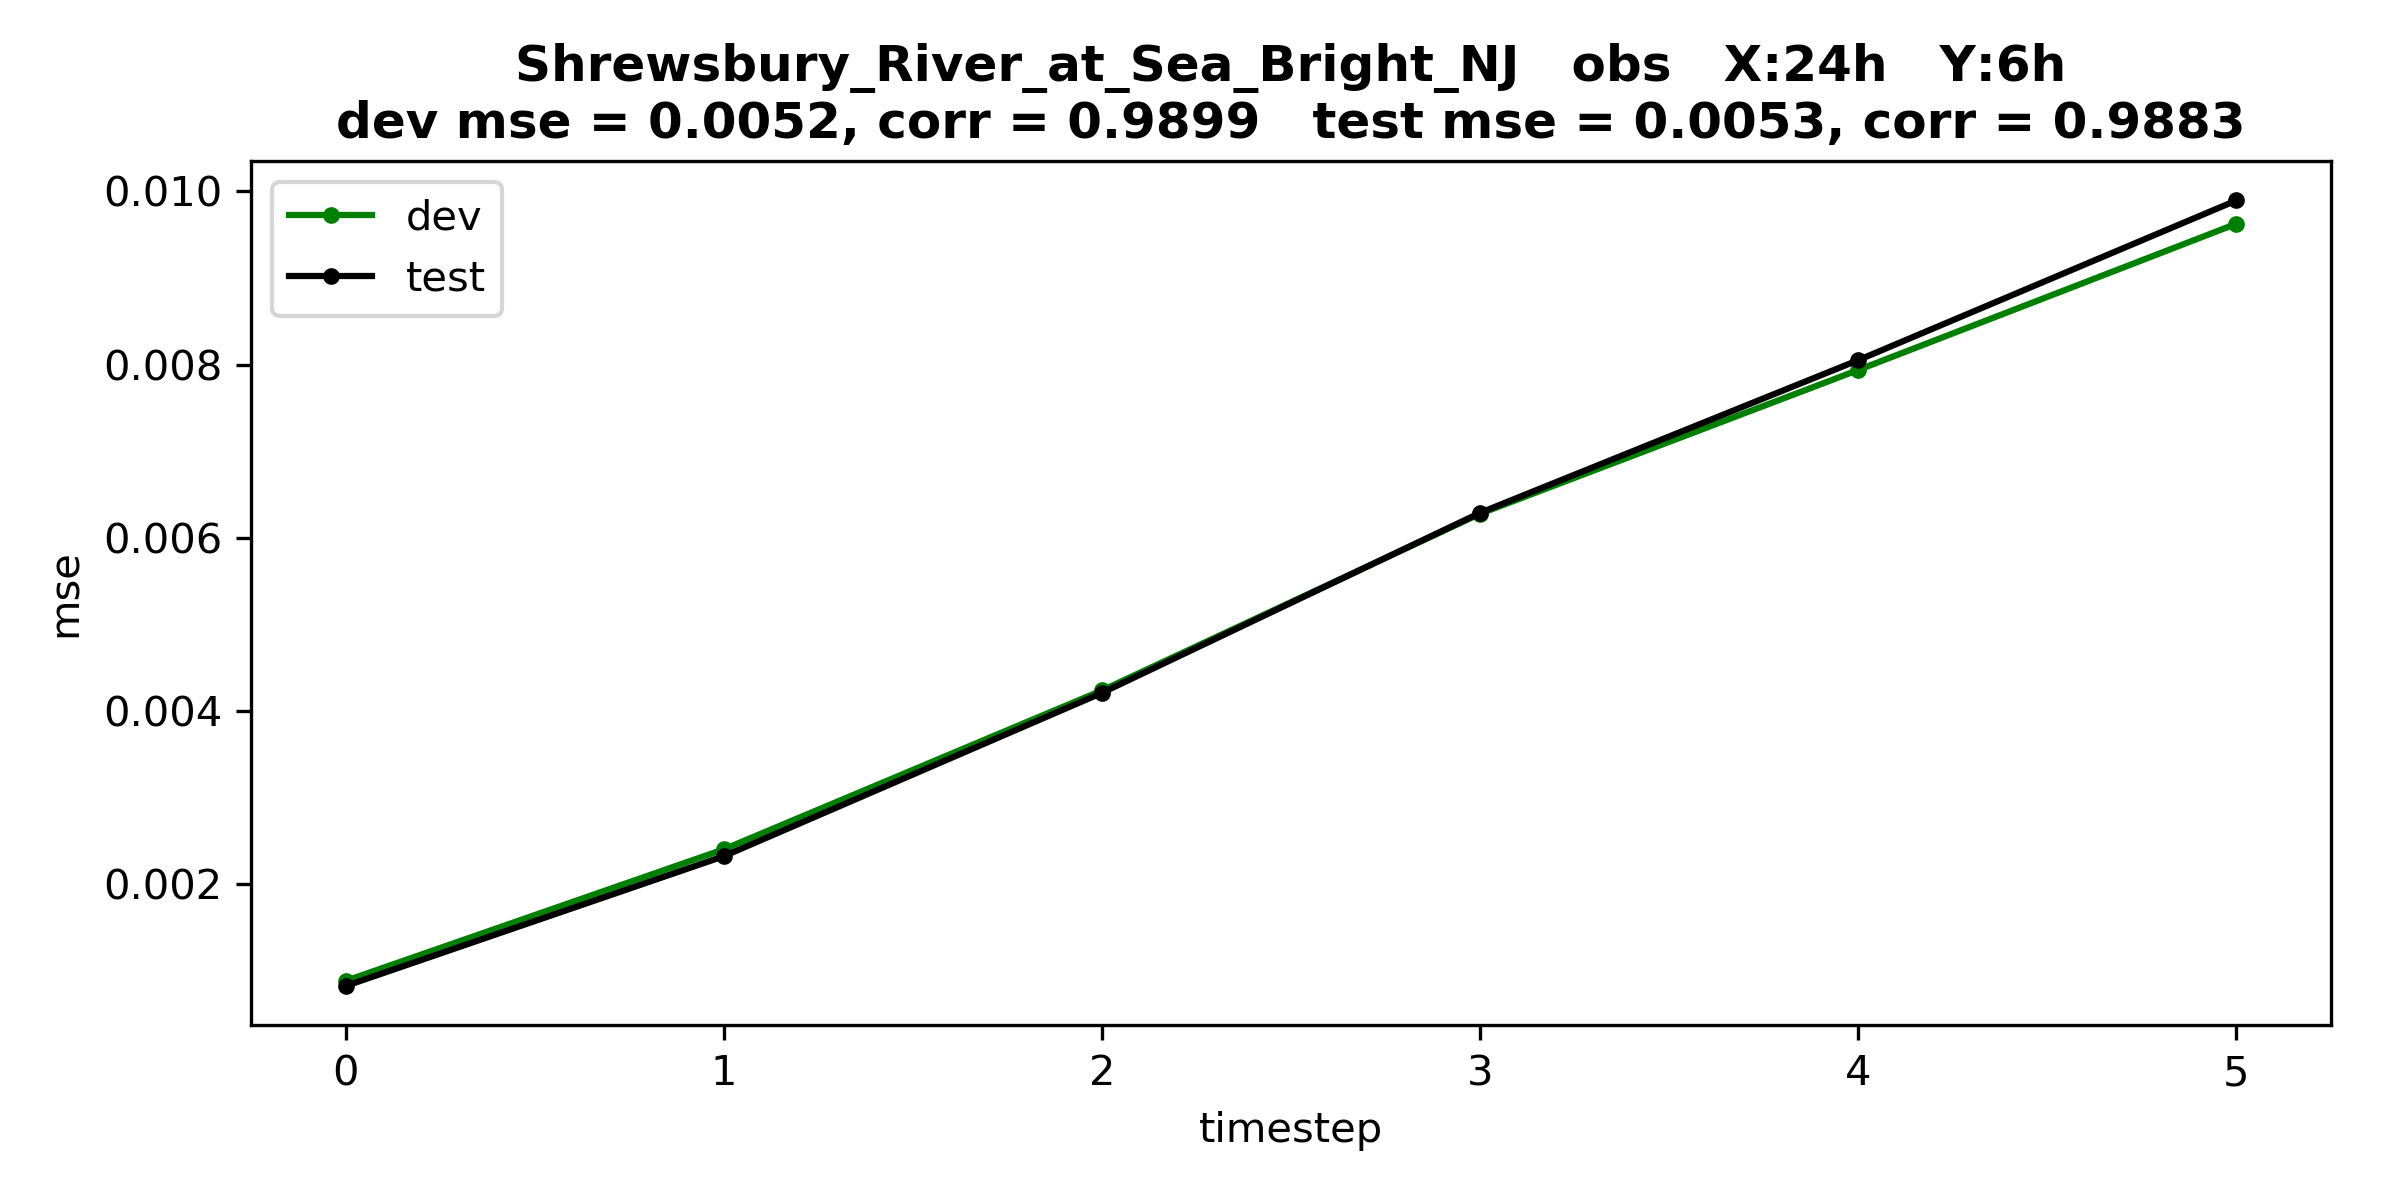 Shrewsbury_River_at_Sea_Bright_NJ   obs   X:24h   Y:6h
dev mse = 0.0052, corr = 0.9899   test mse = 0.0053, corr = 0.9883
dev
test
0.010
0.008
0.006
0.004
0.002
mse
0 1 2 3 4 5
timestep